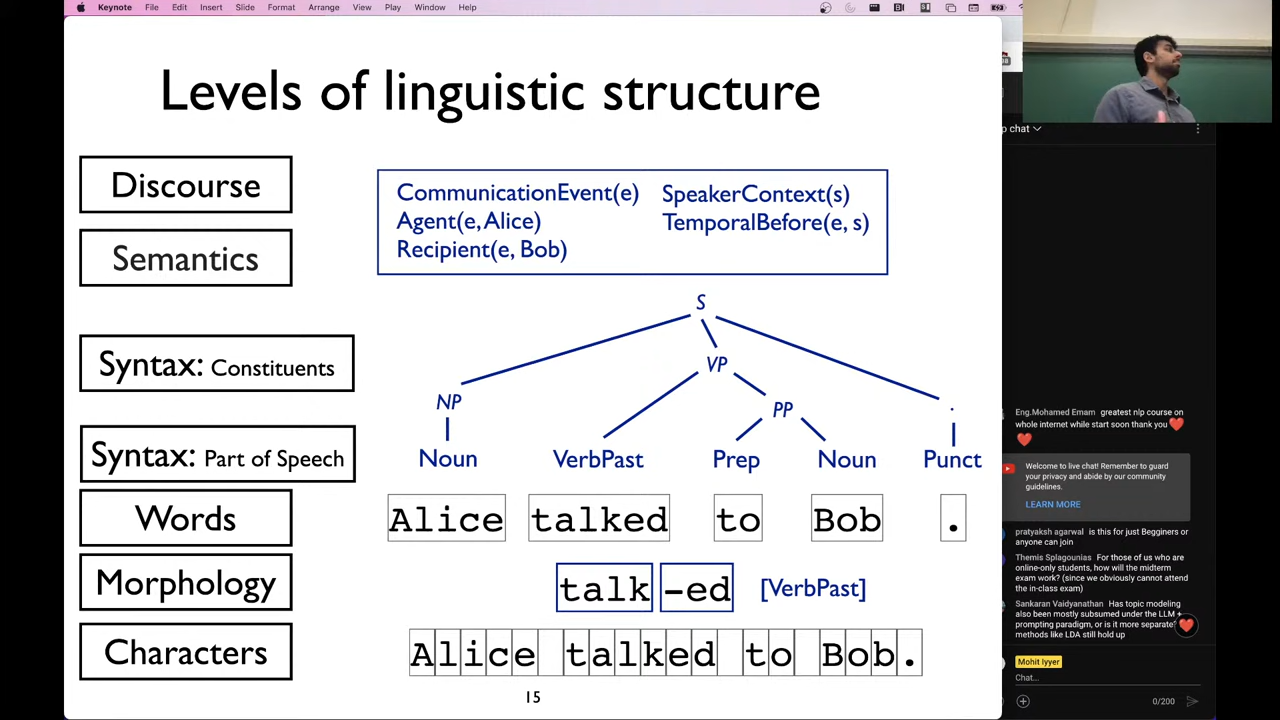 Keynote File Edit Insert Slide Format Arrange View Play Window Help
Levels of linguistic structure
Discourse
Semantics
CommunicationEvent(e) SpeakerContext(s)
Agent(e, Alice) TemporalBefore(e, s)
Recipient(e, Bob)
S
VP
Syntax: Constituents
NP
PP
.
Syntax: Part of Speech
Noun VerbPast Prep Noun Punct
Words
Alice talked to Bob .
Morphology
talk -ed [VerbPast]
Characters
Alice talked to Bob.
15
p chat
Eng.Mohamed Emam greatest nlp course on
whole internet while start soon thank you ❤️
❤️
Welcome to live chat! Remember to guard
your privacy and abide by our community
guidelines.
LEARN MORE
pratyaksh agarwal is this for just Begginers or
anyone can join
Themis Splagounias For those of us who are
online-only students, how will the midterm
exam work? (since we obviously cannot attend
the in-class exam)
Sankaran Vaidyanathan Has topic modeling
also been mostly subsumed under the LLM +
prompting paradigm, or is it more separate?
methods like LDA still hold up
Mohit Iyyer
Chat...
0/200